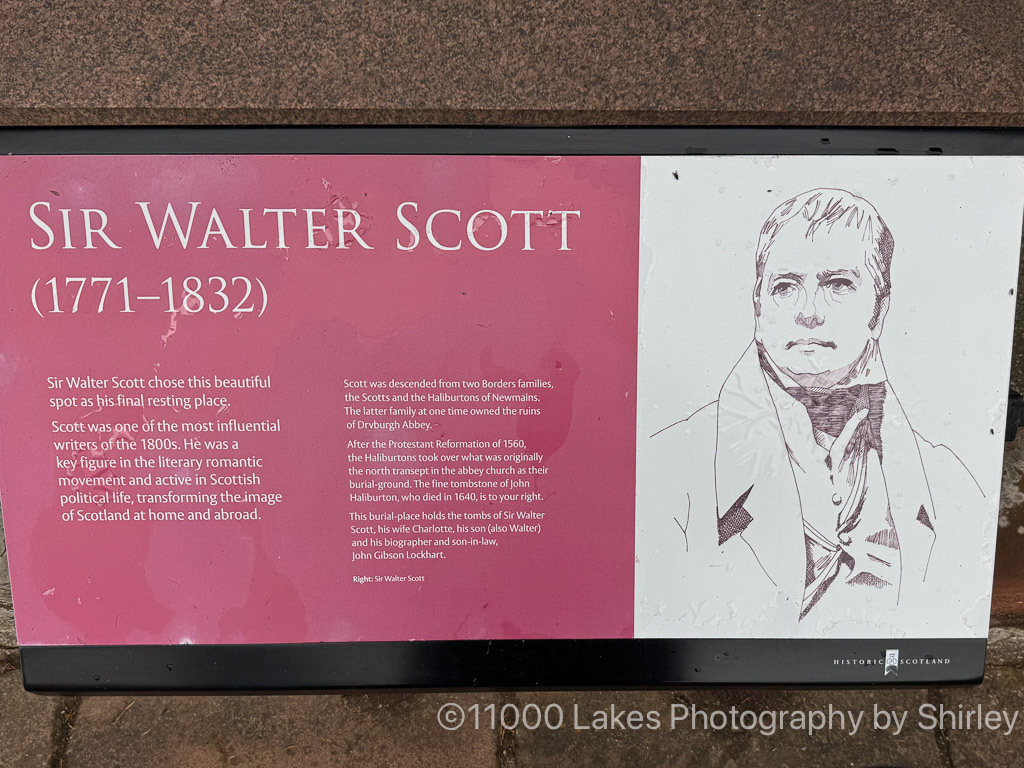 SIR WALTER SCOTT
(1771–1832)
Sir Walter Scott chose this beautiful
spot as his final resting place.
Scott was one of the most influential
writers of the 1800s. He was a
key figure in the literary romantic
movement and active in Scottish
political life, transforming the image
of Scotland at home and abroad.
Scott was descended from two Borders families,
the Scotts and the Haliburtons of Newmains.
The latter family at one time owned the ruins
of Dryburgh Abbey.
After the Protestant Reformation of 1560,
the Haliburtons took over what was originally
the north transept in the abbey church as their
burial-ground. The fine tombstone of John
Haliburton, who died in 1640, is to your right.
This burial-place holds the tombs of Sir Walter
Scott, his wife Charlotte, his son (also Walter)
and his biographer and son-in-law,
John Gibson Lockhart.
Right: Sir Walter Scott
HISTORIC SCOTLAND
©11000 Lakes Photography by Shirley